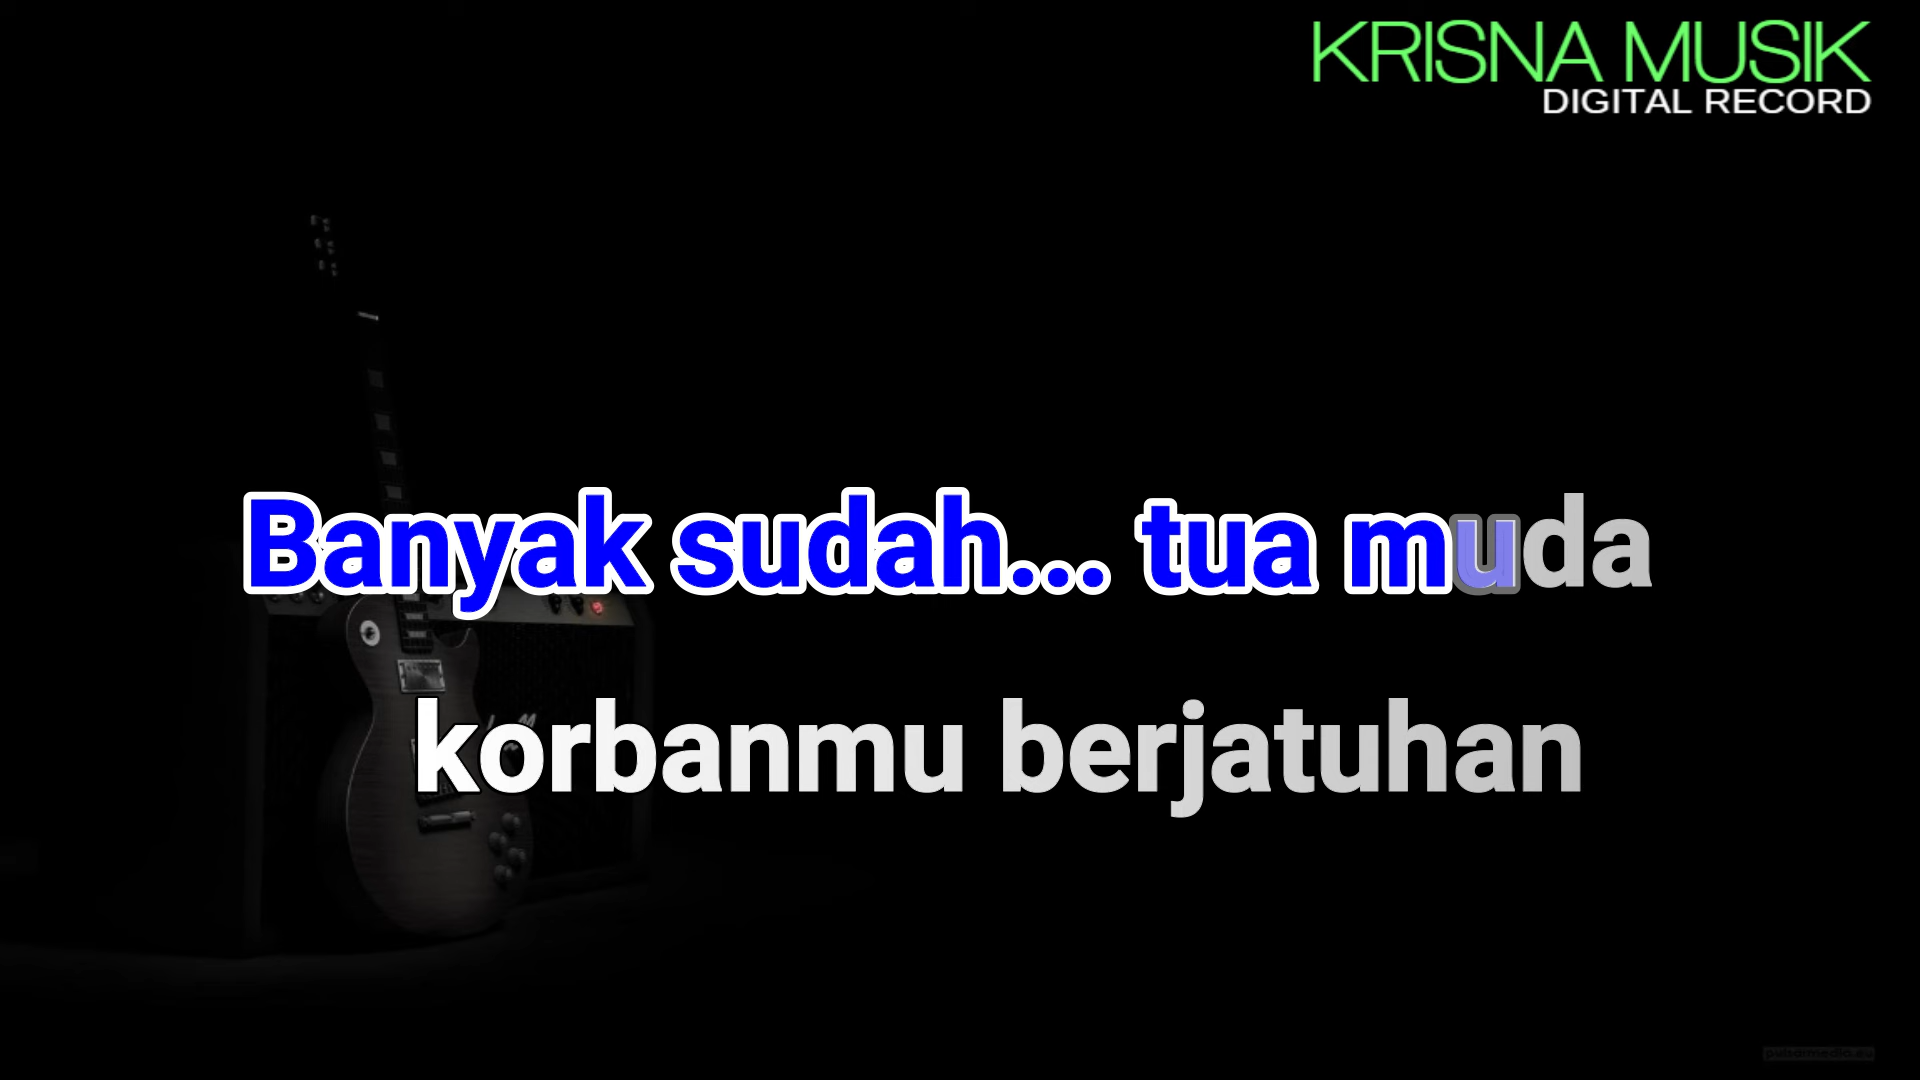 KRISNA MUSIK
DIGITAL RECORD
Banyak sudah... tua muda
korbanmu berjatuhan